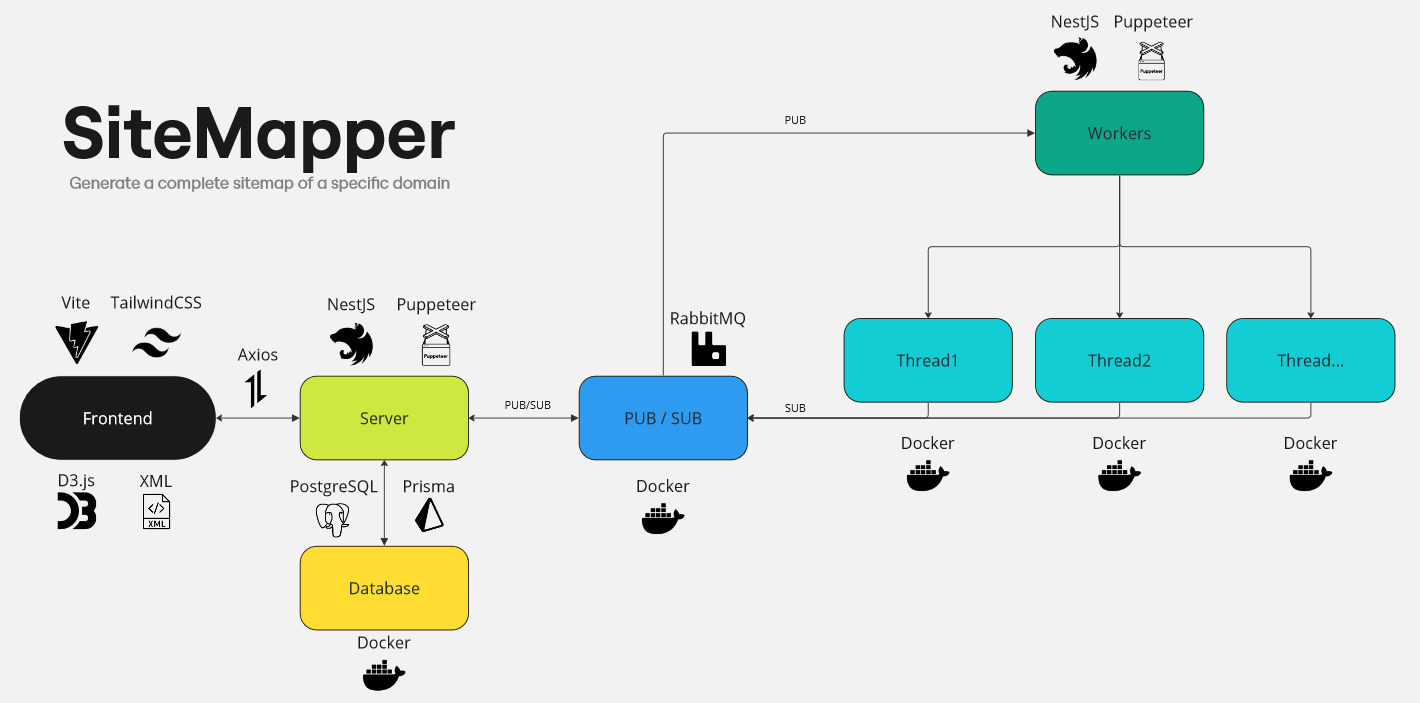 SiteMapper
Generate a complete sitemap of a specific domain
NestJS Puppeteer
Puppeteer
Workers
PUB
Vite TailwindCSS
Axios
NestJS Puppeteer
Puppeteer
RabbitMQ
Frontend
Server
PUB/SUB
PUB / SUB
SUB
Thread1
Thread2
Thread...
D3.js XML
XML
PostgreSQL Prisma
Docker
Docker
Docker
Docker
Database
Docker